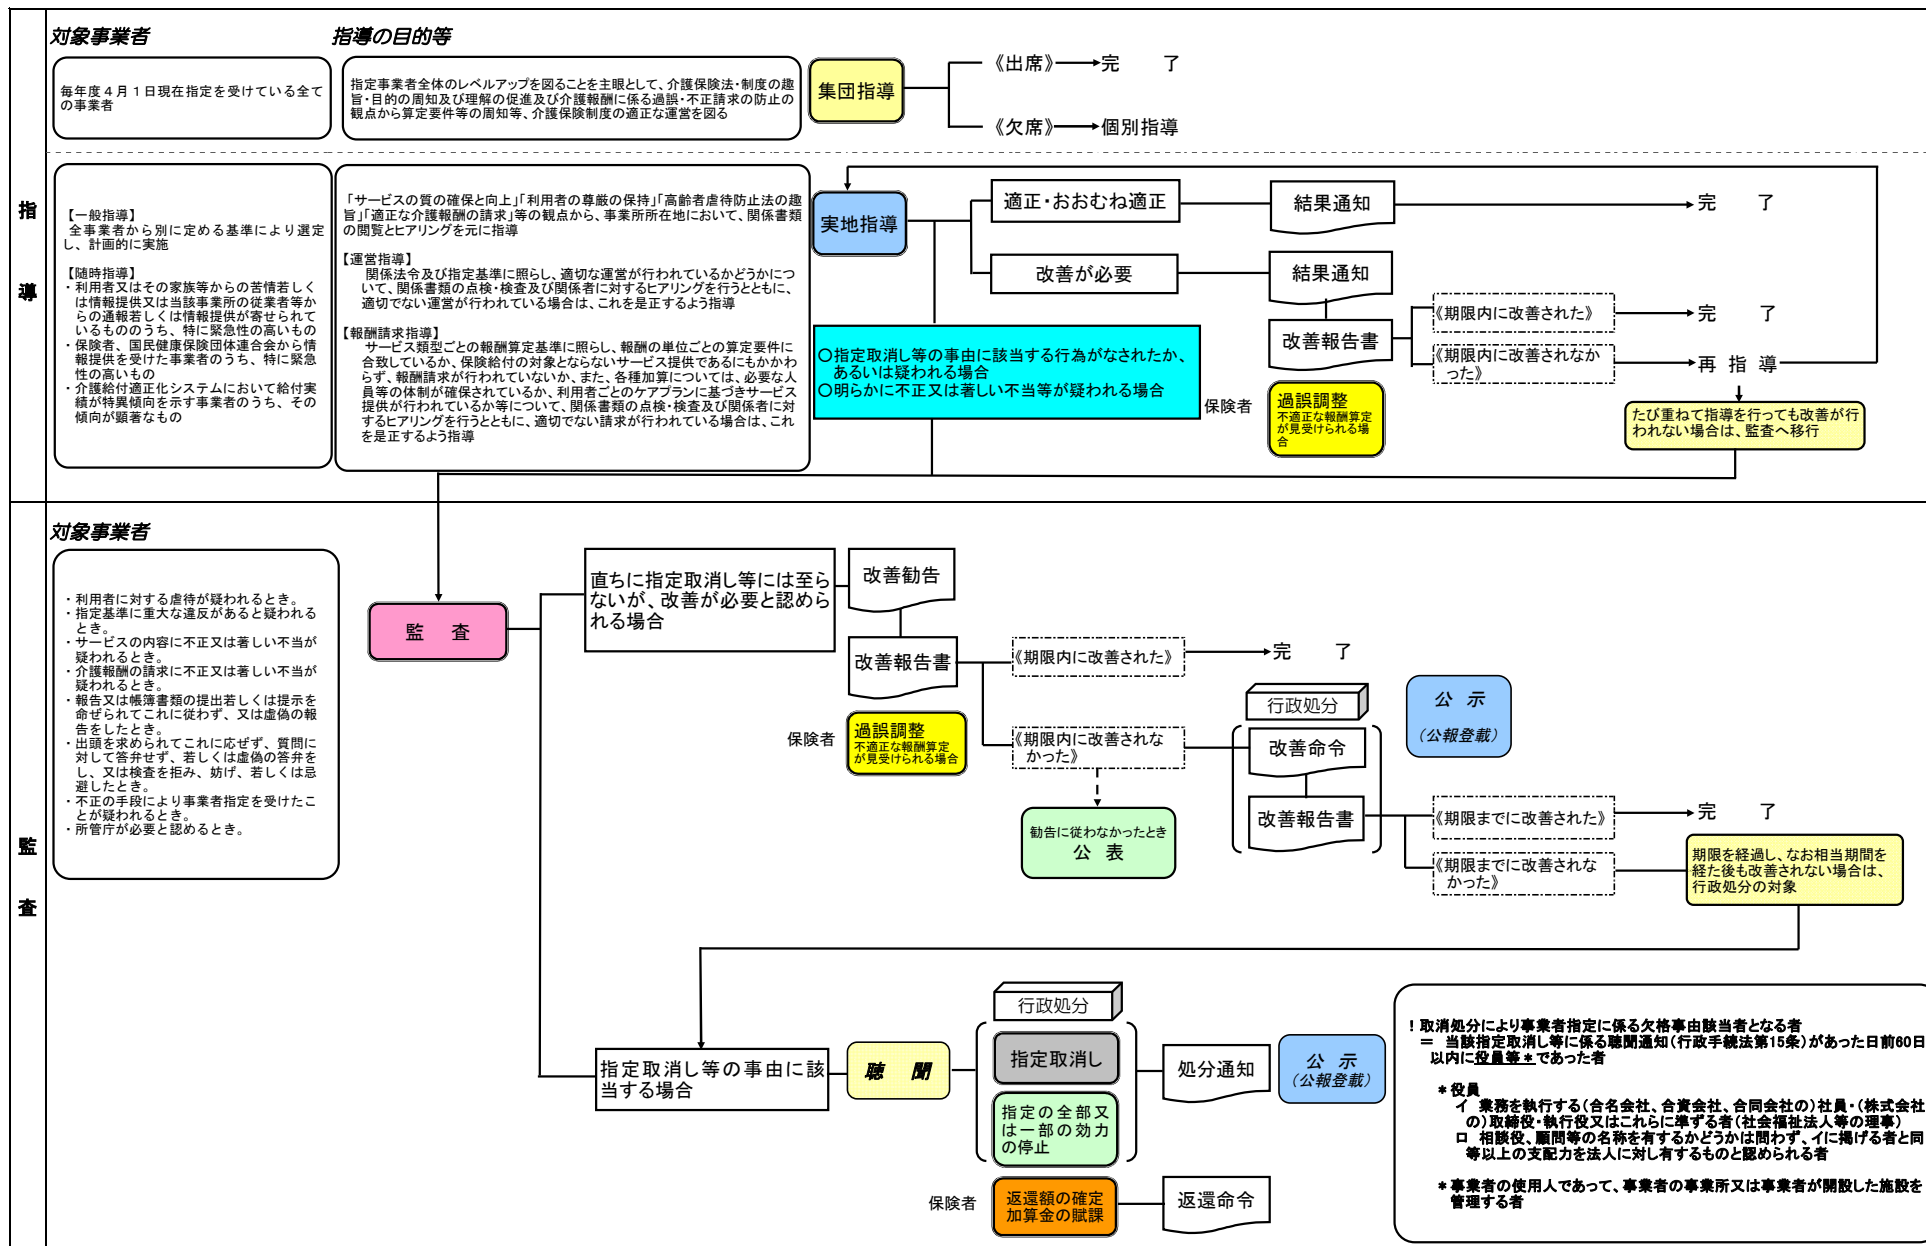 対象事業者
指導の目的等
毎年度４月１日現在指定を受けている全て
の事業者
指定事業者全体のレベルアップを図ることを主眼として、介護保険法・制度の趣
旨・目的の周知及び理解の促進及び介護報酬に係る過誤・不正請求の防止の
観点から算定要件等の周知等、介護保険制度の適正な運営を図る
集団指導
《出席》
完　　了
《欠席》
個別指導
指
導
【一般指導】
全事業者から別に定める基準により選定
し、計画的に実施
【随時指導】
・利用者又はその家族等からの苦情若しく
は情報提供又は当該事業所の従業者等か
らの通報若しくは情報提供が寄せられて
いるもののうち、特に緊急性の高いもの
・保険者、国民健康保険団体連合会から情
報提供を受けた事業者のうち、特に緊急
性の高いもの
・介護給付適正化システムにおいて給付実
績が特異傾向を示す事業者のうち、その
傾向が顕著なもの
「サービスの質の確保と向上」「利用者の尊厳の保持」「高齢者虐待防止法の趣
旨」「適正な介護報酬の請求」等の観点から、事業所所在地において、関係書類
の閲覧とヒアリングを元に指導
【運営指導】
関係法令及び指定基準に照らし、適切な運営が行われているかどうかにつ
いて、関係書類の点検・検査及び関係者に対するヒアリングを行うとともに、
適切でない運営が行われている場合は、これを是正するよう指導
【報酬請求指導】
サービス類型ごとの報酬算定基準に照らし、報酬の単位ごとの算定要件に
合致しているか、保険給付の対象とならないサービス提供であるにもかかわ
らず、報酬請求が行われていないか、また、各種加算については、必要な人
員等の体制が確保されているか、利用者ごとのケアプランに基づきサービス
提供が行われているか等について、関係書類の点検・検査及び関係者に対
するヒアリングを行うとともに、適切でない請求が行われている場合は、これ
を是正するよう指導
実地指導
適正・おおむね適正
結果通知
完　　了
改善が必要
結果通知
改善報告書
《期限内に改善された》
完　　了
《期限内に改善されなか
った》
再 指 導
○指定取消し等の事由に該当する行為がなされたか、
あるいは疑われる場合
○明らかに不正又は著しい不当等が疑われる場合
保険者
過誤調整
不適正な報酬算定
が見受けられる場
合
たび重ねて指導を行っても改善が行
われない場合は、監査へ移行
監
査
対象事業者
・利用者に対する虐待が疑われるとき。
・指定基準に重大な違反があると疑われる
とき。
・サービスの内容に不正又は著しい不当が
疑われるとき。
・介護報酬の請求に不正又は著しい不当が
疑われるとき。
・報告又は帳簿書類の提出若しくは提示を
命ぜられてこれに従わず、又は虚偽の報
告をしたとき。
・出頭を求められてこれに応ぜず、質問に
対して答弁せず、若しくは虚偽の答弁を
し、又は検査を拒み、妨げ、若しくは忌
避したとき。
・不正の手段により事業者指定を受けたこ
とが疑われるとき。
・所管庁が必要と認めるとき。
監　査
直ちに指定取消し等には至ら
ないが、改善が必要と認めら
れる場合
改善勧告
改善報告書
《期限内に改善された》
完　　了
保険者
過誤調整
不適正な報酬算定
が見受けられる場合
《期限内に改善されな
かった》
勧告に従わなかったとき
公 表
行政処分
改善命令
改善報告書
公 示
（公報登載）
《期限までに改善された》
完　　了
《期限までに改善されな
かった》
期限を経過し、なお相当期間を
経た後も改善されない場合は、
行政処分の対象
指定取消し等の事由に該
当する場合
聴　聞
行政処分
指定取消し
指定の全部又
は一部の効力
の停止
処分通知
公 示
（公報登載）
保険者
返還額の確定
加算金の賦課
返還命令
！取消処分により事業者指定に係る欠格事由該当者となる者
＝ 当該指定取消し等に係る聴聞通知（行政手続法第15条）があった日前60日
以内に役員等＊であった者
＊役員
イ 業務を執行する（合名会社、合資会社、合同会社の）社員・（株式会社
の）取締役・執行役又はこれらに準ずる者（社会福祉法人等の理事）
ロ 相談役、顧問等の名称を有するかどうかは問わず、イに掲げる者と同
等以上の支配力を法人に対し有するものと認められる者
＊事業者の使用人であって、事業者の事業所又は事業者が開設した施設を
管理する者